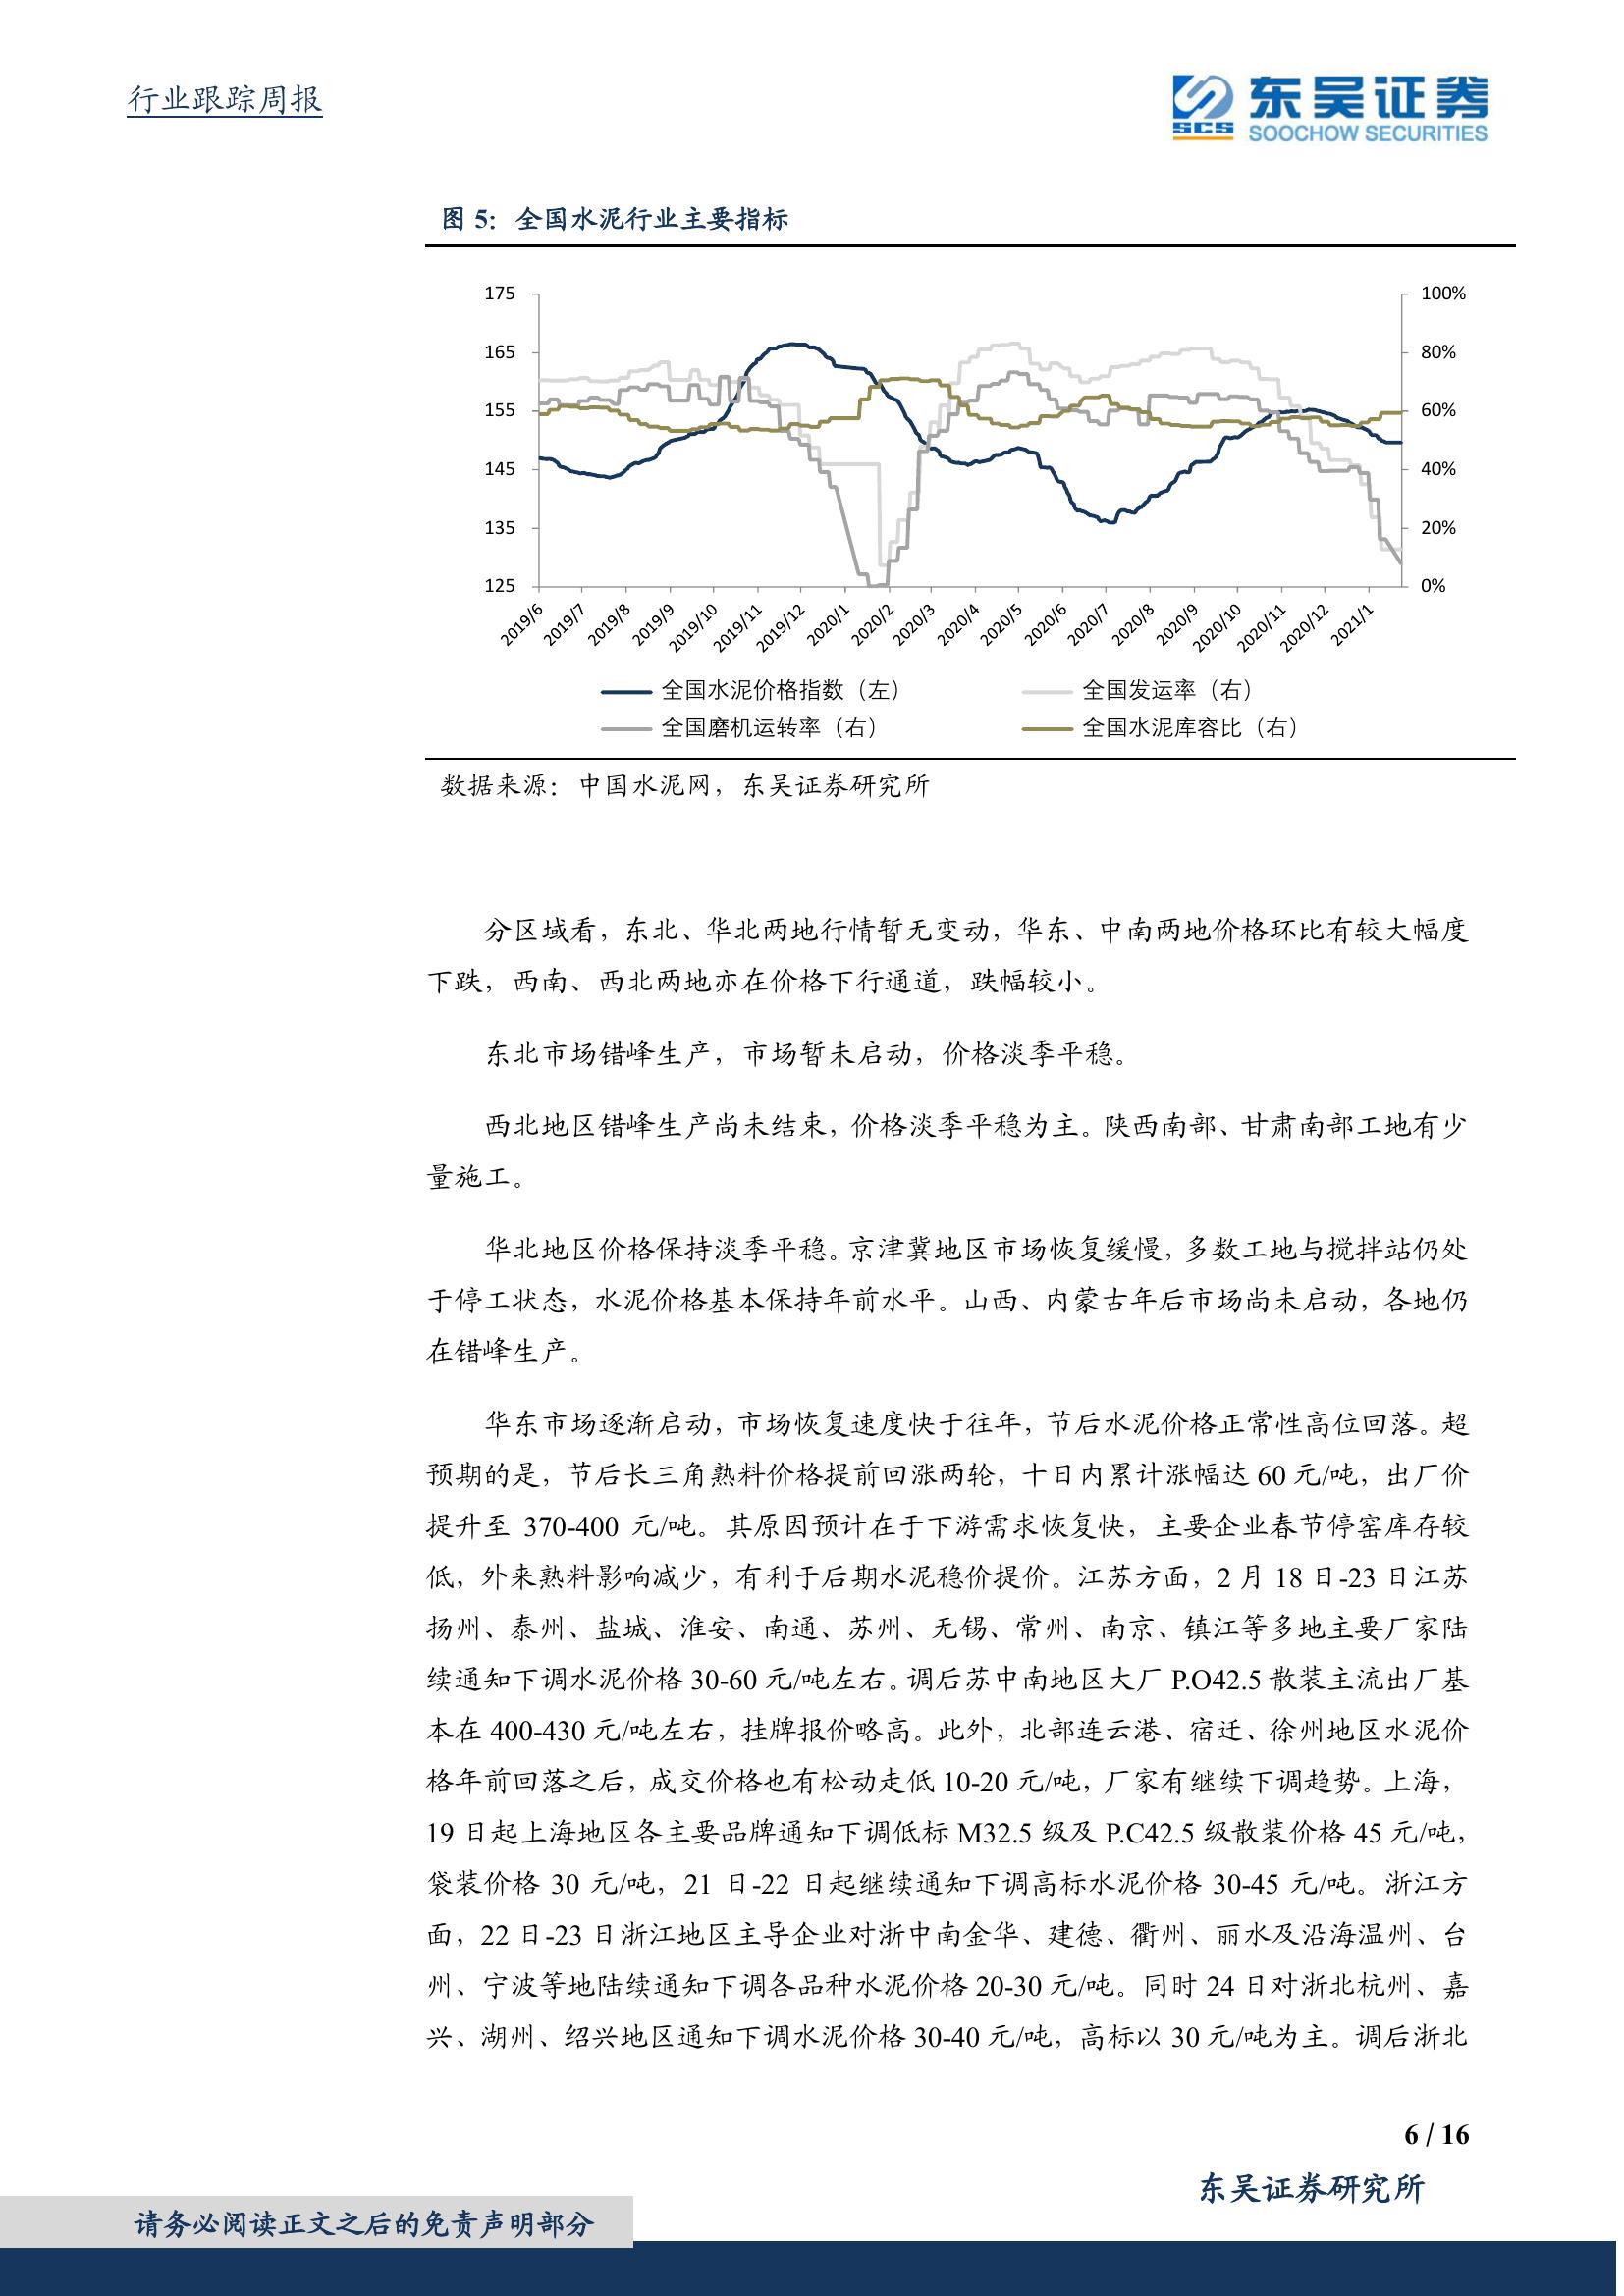 行业跟踪周报
SCS 东吴证券
SOOCHOW SECURITIES
图 5：全国水泥行业主要指标
175
165
155
145
135
125
100%
80%
60%
40%
20%
0%
2019/6
2019/7
2019/8
2019/9
2019/10
2019/11
2019/12
2020/1
2020/2
2020/3
2020/4
2020/5
2020/6
2020/7
2020/8
2020/9
2020/10
2020/11
2020/12
2021/1
全国水泥价格指数（左）
全国发运率（右）
全国磨机运转率（右）
全国水泥库容比（右）
数据来源：中国水泥网，东吴证券研究所
分区域看，东北、华北两地行情暂无变动，华东、中南两地价格环比有较大幅度
下跌，西南、西北两地亦在价格下行通道，跌幅较小。
东北市场错峰生产，市场暂未启动，价格淡季平稳。
西北地区错峰生产尚未结束，价格淡季平稳为主。陕西南部、甘肃南部工地有少
量施工。
华北地区价格保持淡季平稳。京津冀地区市场恢复缓慢，多数工地与搅拌站仍处
于停工状态，水泥价格基本保持年前水平。山西、内蒙古年后市场尚未启动，各地仍
在错峰生产。
华东市场逐渐启动，市场恢复速度快于往年，节后水泥价格正常性高位回落。超
预期的是，节后长三角熟料价格提前回涨两轮，十日内累计涨幅达 60 元/吨，出厂价
提升至 370-400 元/吨。其原因预计在于下游需求恢复快，主要企业春节停窑库存较
低，外来熟料影响减少，有利于后期水泥稳价提价。江苏方面，2 月 18 日-23 日江苏
扬州、泰州、盐城、淮安、南通、苏州、无锡、常州、南京、镇江等多地主要厂家陆
续通知下调水泥价格 30-60 元/吨左右。调后苏中南地区大厂 P.O42.5 散装主流出厂基
本在 400-430 元/吨左右，挂牌报价略高。此外，北部连云港、宿迁、徐州地区水泥价
格年前回落之后，成交价格也有松动走低 10-20 元/吨，厂家有继续下调趋势。上海，
19 日起上海地区各主要品牌通知下调低标 M32.5 级及 P.C42.5 级散装价格 45 元/吨，
袋装价格 30 元/吨，21 日-22 日起继续通知下调高标水泥价格 30-45 元/吨。浙江方
面，22 日-23 日浙江地区主导企业对浙中南金华、建德、衢州、丽水及沿海温州、台
州、宁波等地陆续通知下调各品种水泥价格 20-30 元/吨。同时 24 日对浙北杭州、嘉
兴、湖州、绍兴地区通知下调水泥价格 30-40 元/吨，高标以 30 元/吨为主。调后浙北
6 / 16
东吴证券研究所
请务必阅读正文之后的免责声明部分